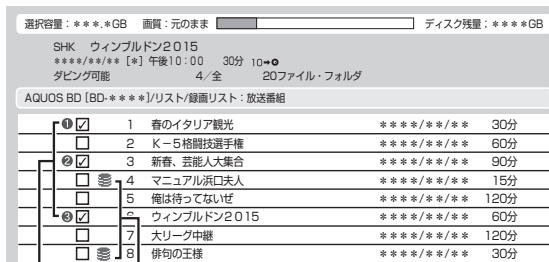 選択容量：＊＊＊.＊GB 画質：元のまま ディスク残量：＊＊＊＊GB
SHK ウィンブルドン２０１５
＊＊＊＊/＊＊/＊＊ [＊] 午後１０：００ 30分 10➡❻
ダビング可能 4／全 20ファイル・フォルダ
AQUOS BD [BD-＊＊＊＊]/リスト/録画リスト：放送番組
❶ ☑ 1 春のイタリア観光 ＊＊＊＊/＊＊/＊＊ 30分
☐ 2 Ｋ－５格闘技選手権 ＊＊＊＊/＊＊/＊＊ 60分
❷ ☑ 3 新春、芸能人大集合 ＊＊＊＊/＊＊/＊＊ 90分
☐ 4 マニュアル浜口夫人 ＊＊＊＊/＊＊/＊＊ 15分
☐ 5 俺は待ってないぜ ＊＊＊＊/＊＊/＊＊ 120分
❸ ☑ 6 ウィンブルドン２０１５ ＊＊＊＊/＊＊/＊＊ 60分
☐ 7 大リーグ中継 ＊＊＊＊/＊＊/＊＊ 120分
☐ 8 俳句の王様 ＊＊＊＊/＊＊/＊＊ 30分